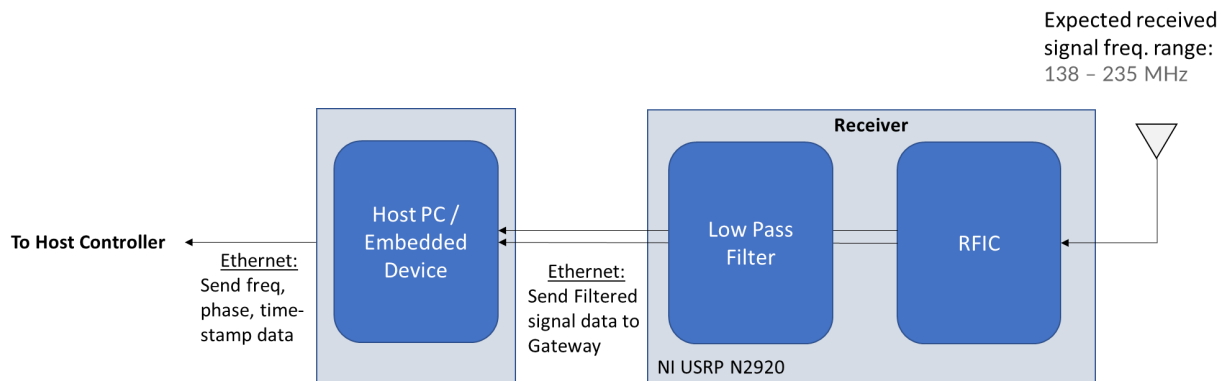 Expected received
signal freq. range:
138 – 235 MHz
Receiver
Host PC /
Embedded
Device
Low Pass
Filter
RFIC
To Host Controller
Ethernet:
Send freq,
phase, time-
stamp data
Ethernet:
Send Filtered
signal data to
Gateway
NI USRP N2920